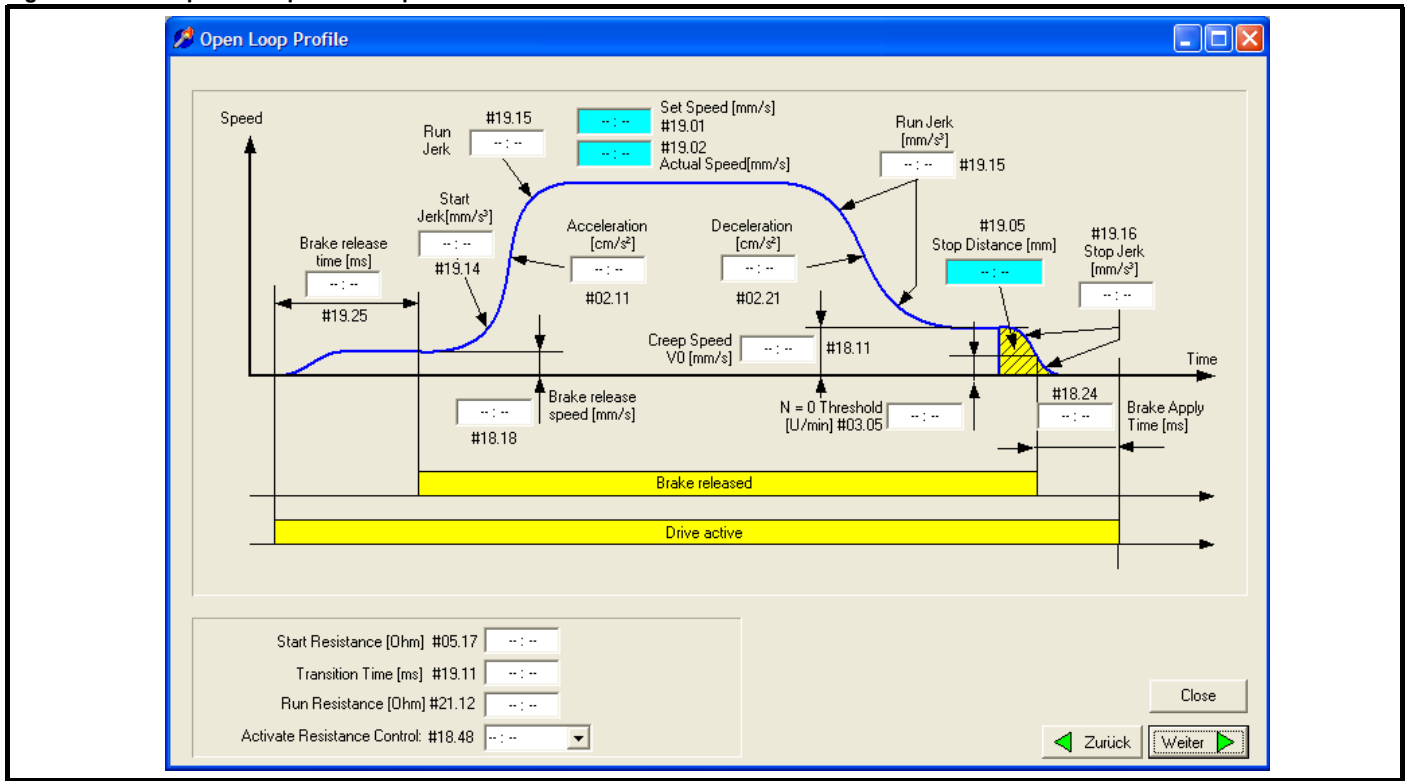 Open Loop Profile
Speed
Run
Jerk
#19.15
-- : --
-- : --
Set Speed [mm/s]
#19.01
-- : --
#19.02
Actual Speed[mm/s]
Run Jerk
[mm/s³]
-- : --
#19.15
Start
Jerk[mm/s³]
-- : --
#19.14
Brake release
time [ms]
-- : --
#19.25
Acceleration
[cm/s²]
-- : --
#02.11
Deceleration
[cm/s²]
-- : --
#02.21
#19.05
Stop Distance [mm]
-- : --
#19.16
Stop Jerk
[mm/s³]
-- : --
Creep Speed
V0 [mm/s]
-- : --
#18.11
Time
-- : --
#18.18
Brake release
speed [mm/s]
N = 0 Threshold
[U/min] #03.05
-- : --
#18.24
-- : --
Brake Apply
Time [ms]
Brake released
Drive active
Start Resistance [Ohm] #05.17 -- : --
Transition Time [ms] #19.11 -- : --
Run Resistance [Ohm] #21.12 -- : --
Activate Resistance Control: #18.48 -- : --
Close
Zurück
Weiter